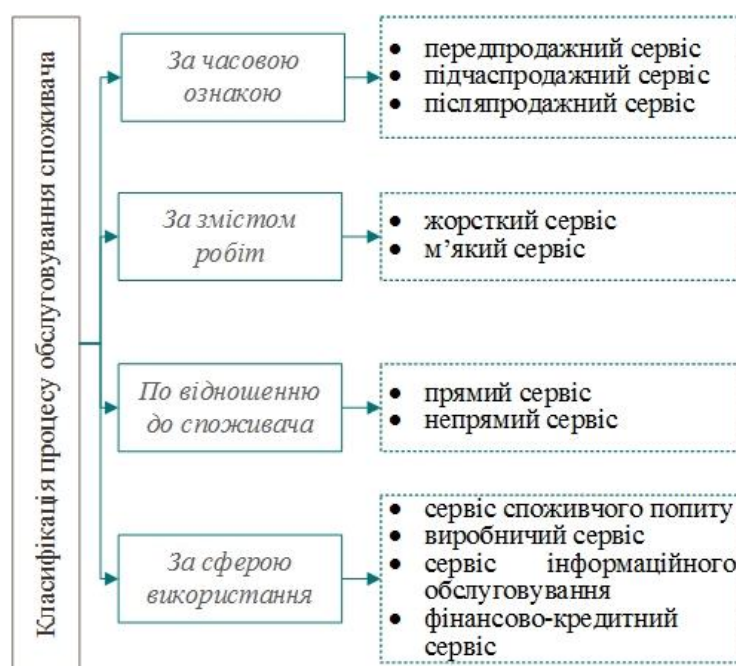 Класифікація процесу обслуговування споживача
За часовою
ознакою
● передпродажний сервіс
● підчаспродажний сервіс
● післяпродажний сервіс
За змістом
робіт
● жорсткий сервіс
● м’який сервіс
По відношенню
до споживача
● прямий сервіс
● непрямий сервіс
За сферою
використання
● сервіс споживчого попиту
● виробничий сервіс
● сервіс інформаційного
обслуговування
● фінансово-кредитний
сервіс